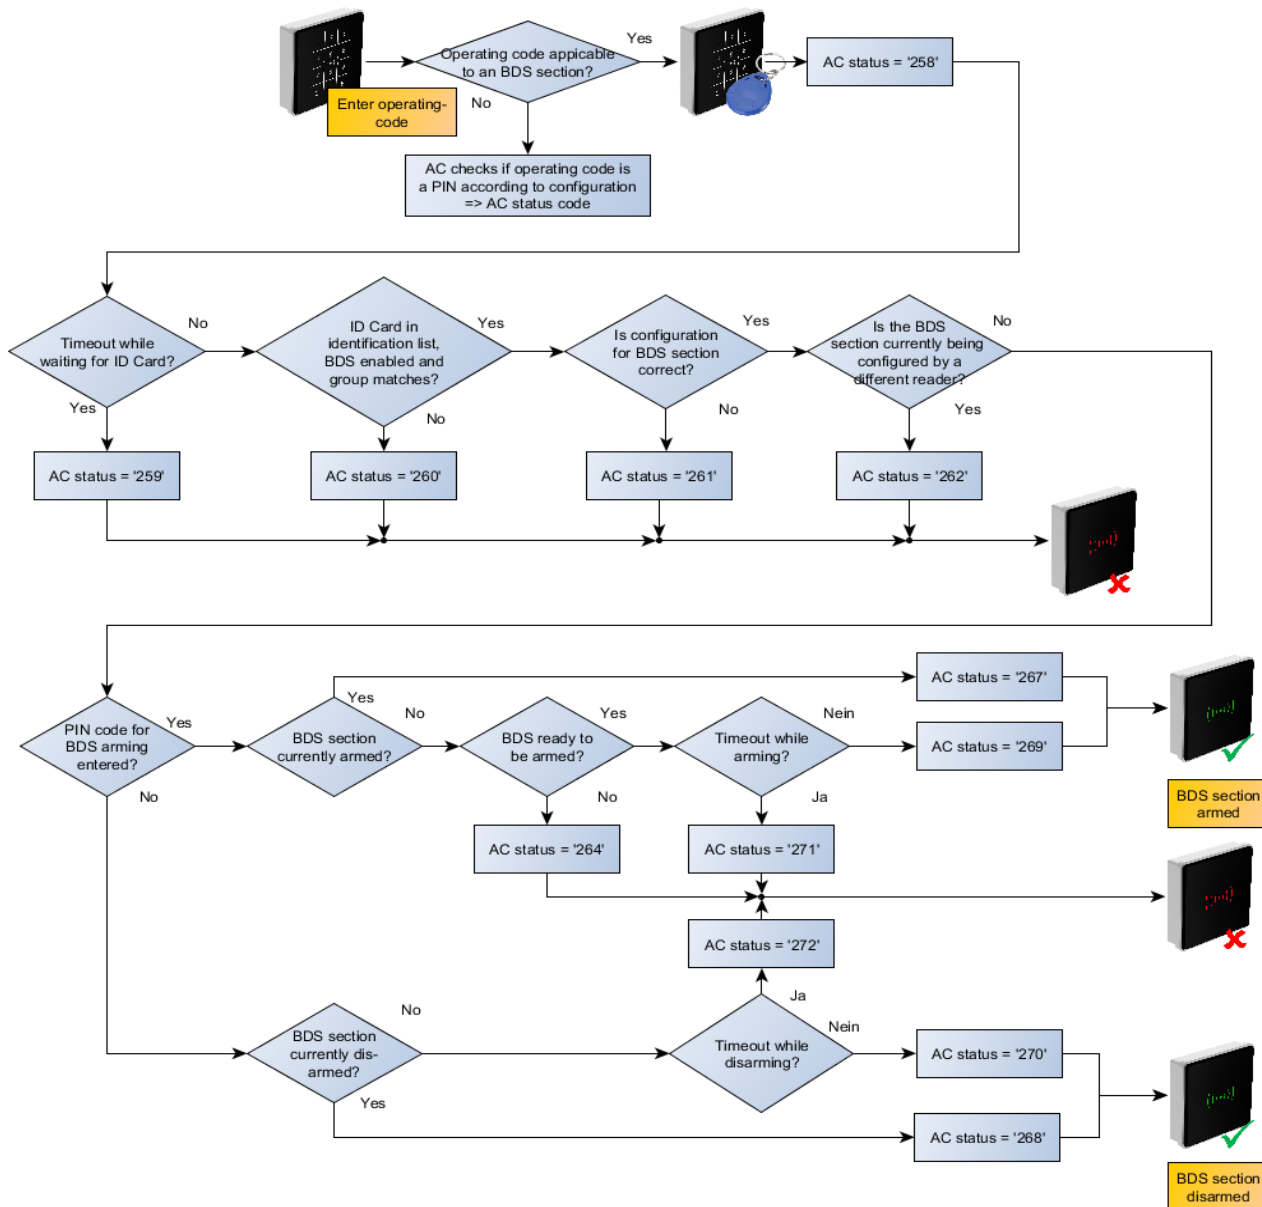 Operating code appicable
to an BDS section?
Yes
AC status = '258'
Enter operating-
code
No
AC checks if operating code is
a PIN according to configuration
=> AC status code
Timeout while
waiting for ID Card?
No
Yes
ID Card in
identification list,
BDS enabled and
group matches?
Yes
No
Is configuration
for BDS section
correct?
Yes
No
Is the BDS
section currently being
configured by a
different reader?
No
Yes
AC status = '259'
AC status = '260'
AC status = '261'
AC status = '262'
PIN code for
BDS arming
entered?
Yes
No
BDS section
currently armed?
Yes
No
BDS ready to
be armed?
Yes
No
Timeout while
arming?
Nein
Ja
AC status = '267'
AC status = '269'
BDS section
armed
AC status = '264'
AC status = '271'
AC status = '272'
BDS section
currently dis-
armed?
No
Yes
Timeout while
disarming?
Ja
Nein
AC status = '270'
AC status = '268'
BDS section
disarmed